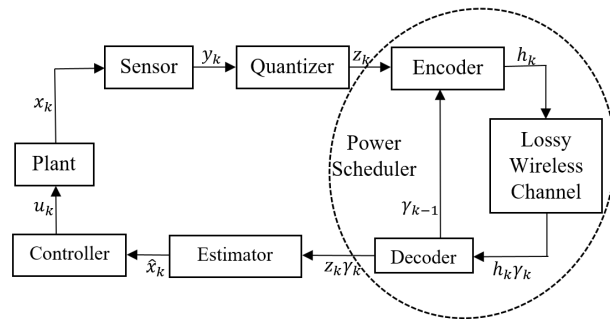 Sensor
y_k
Quantizer
z_k
Encoder
h_k
x_k
Power
Scheduler
Lossy
Wireless
Channel
Plant
γ_{k−1}
u_k
Controller
x̂_k
Estimator
z_kγ_k
Decoder
h_kγ_k